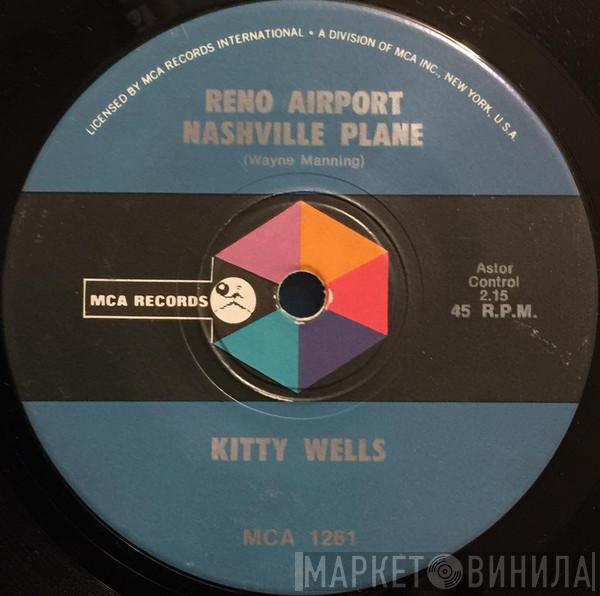 LICENSED BY MCA RECORDS INTERNATIONAL • A DIVISION OF MCA INC., NEW YORK, U.S.A.
RENO AIRPORT
NASHVILLE PLANE
(Wayne Manning)
MCA RECORDS
Astor
Control
2.15
45 R.P.M.
KITTY WELLS
MCA 1261
МАРКЕТ ВИНИЛА